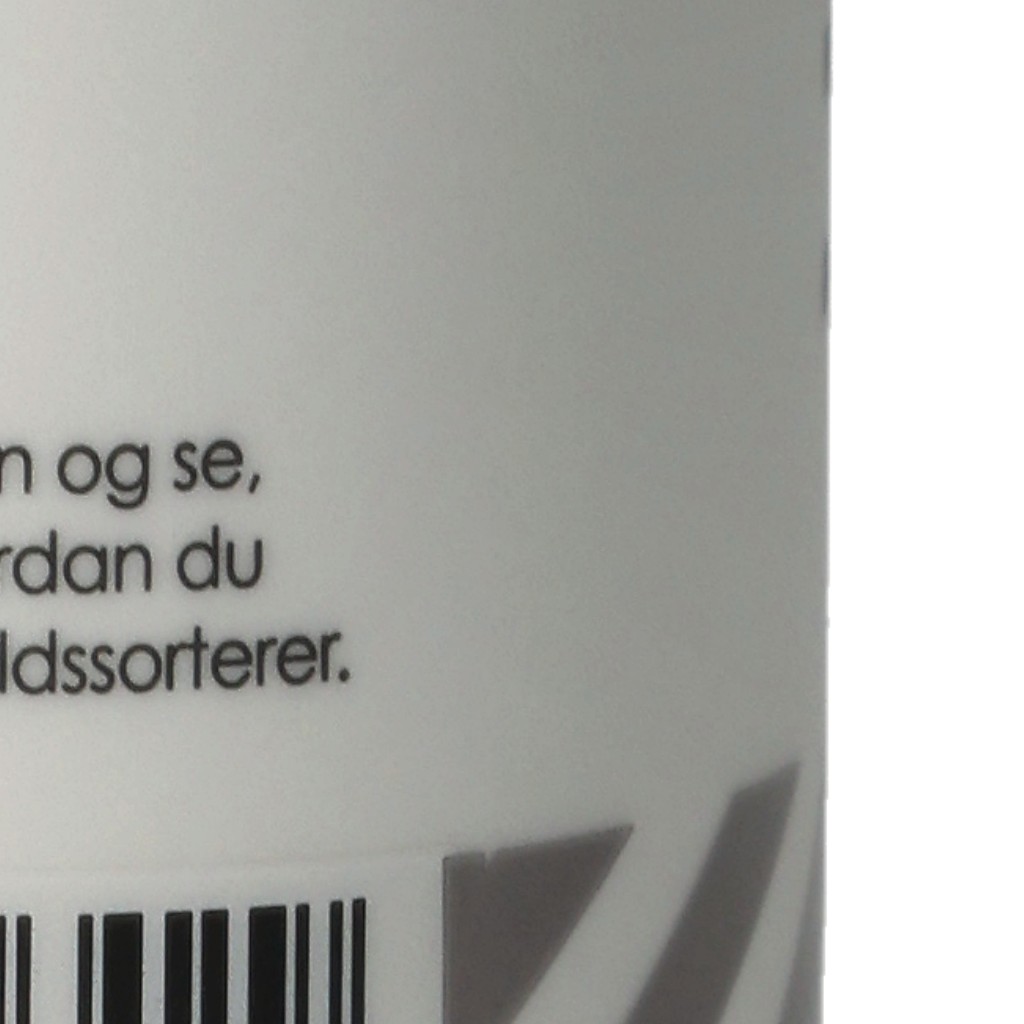 n og se,
rdan du
ldssorterer.